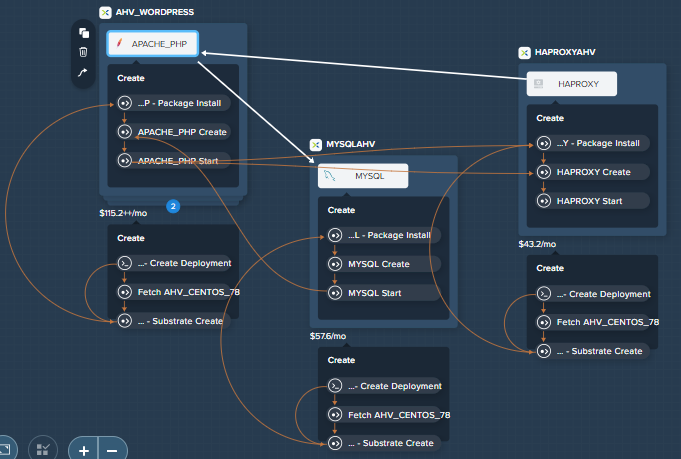 AHV_WORDPRESS
APACHE_PHP
Create
...P - Package Install
APACHE_PHP Create
APACHE_PHP Start
2
$115.2++/mo
Create
...- Create Deployment
Fetch AHV_CENTOS_78
... - Substrate Create
MYSQLAHV
MYSQL
Create
...L - Package Install
MYSQL Create
MYSQL Start
$57.6/mo
Create
...- Create Deployment
Fetch AHV_CENTOS_78
... - Substrate Create
HAPROXYAHV
HAPROXY
Create
...Y - Package Install
HAPROXY Create
HAPROXY Start
$43.2/mo
Create
...- Create Deployment
Fetch AHV_CENTOS_78
... - Substrate Create